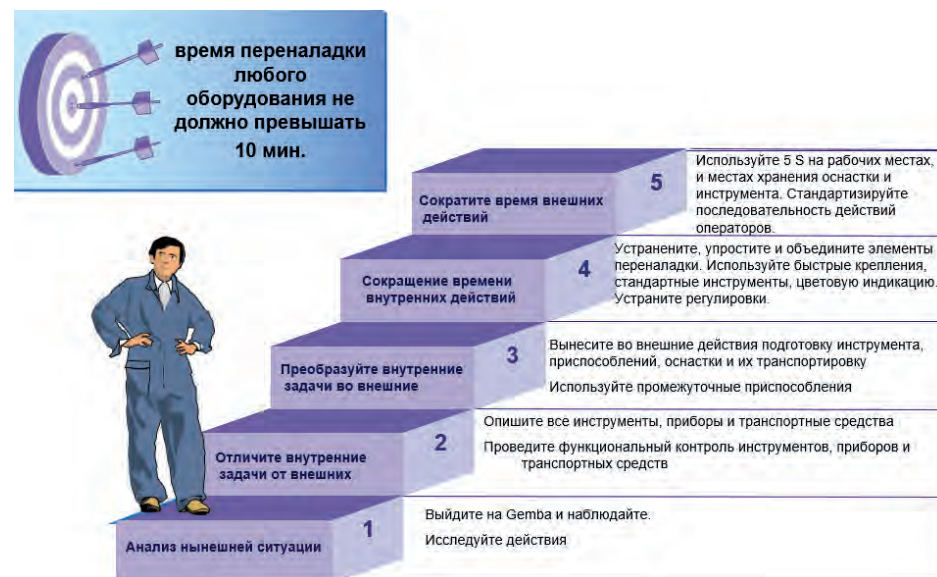 время переналадки
любого
оборудования не
должно превышать
10 мин.
5
Сократите время внешних
действий
Используйте 5 S на рабочих местах,
и местах хранения оснастки и
инструмента. Стандартизируйте
последовательность действий
операторов.
4
Сокращение времени
внутренних действий
Устранените, упростите и объедините элементы
переналадки. Используйте быстрые крепления,
стандартные инструменты, цветовую индикацию.
Устраните регулировки.
3
Преобразуйте внутренние
задачи во внешние
Вынесите во внешние действия подготовку инструмента,
приспособлений, оснастки и их транспортировку
Используйте промежуточные приспособления
2
Отличите внутренние
задачи от внешних
Опишите все инструменты, приборы и транспортные средства
Проведите функциональный контроль инструментов, приборов и
транспортных средств
1
Анализ нынешней ситуации
Выйдите на Gemba и наблюдайте.
Исследуйте действия